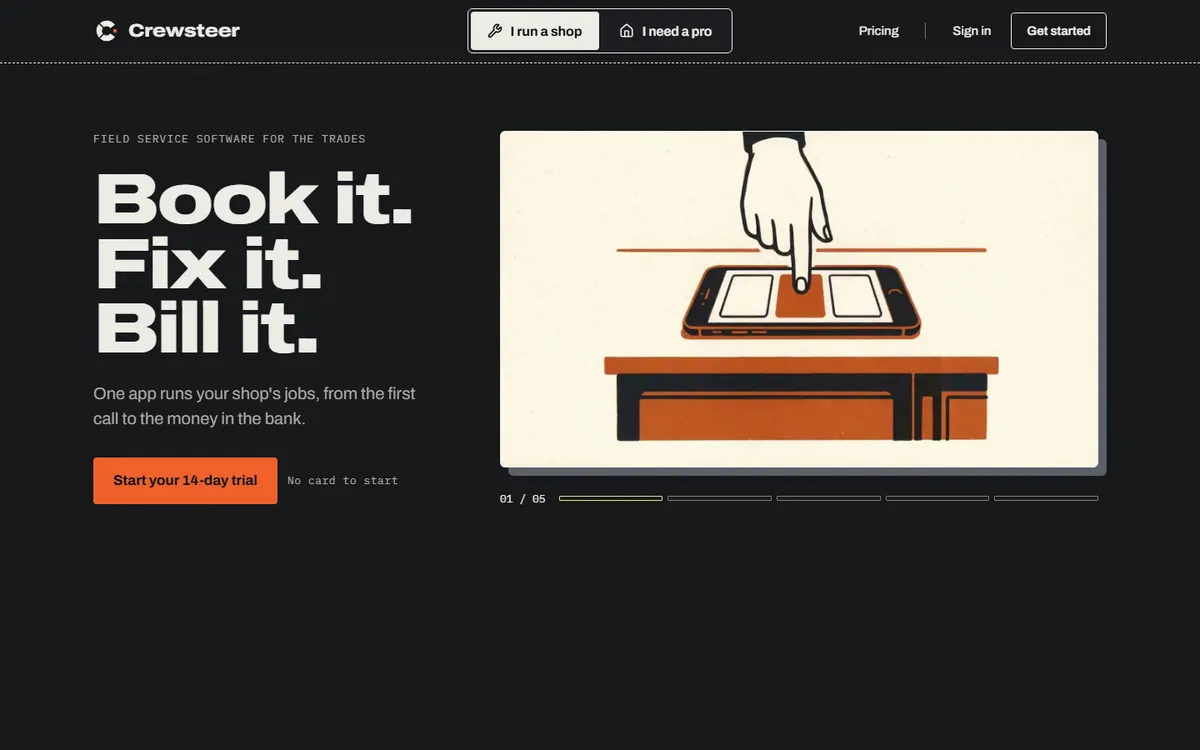 Crewsteer
I run a shop
I need a pro
Pricing
Sign in
Get started
FIELD SERVICE SOFTWARE FOR THE TRADES
Book it.
Fix it.
Bill it.
One app runs your shop's jobs, from the first
call to the money in the bank.
Start your 14-day trial
No card to start
01 / 05